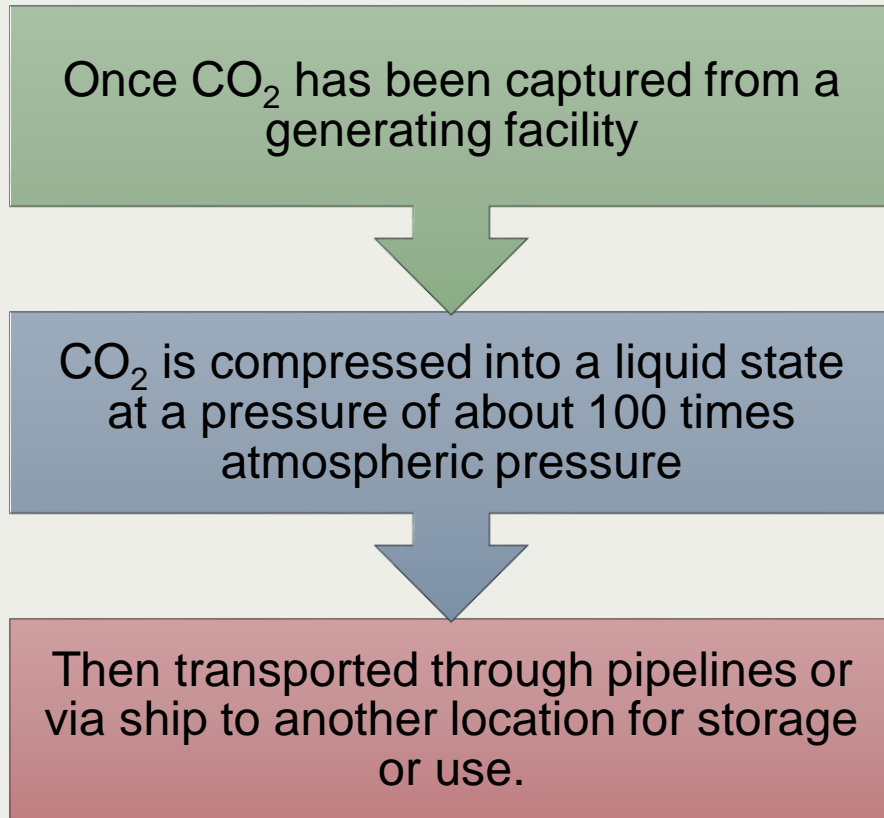 Once CO₂ has been captured from a
generating facility
CO₂ is compressed into a liquid state
at a pressure of about 100 times
atmospheric pressure
Then transported through pipelines or
via ship to another location for storage
or use.